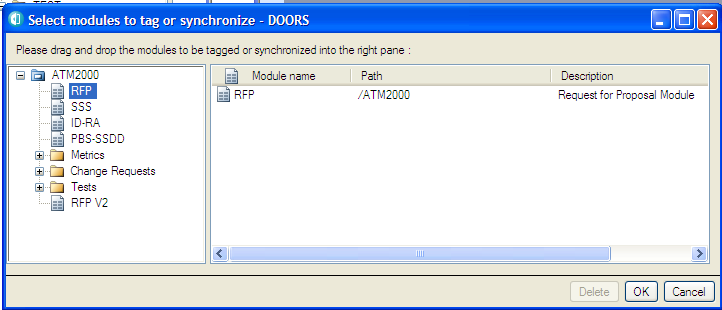 Select modules to tag or synchronize - DOORS
Please drag and drop the modules to be tagged or synchronized into the right pane :
ATM2000
RFP
SSS
ID-RA
PBS-SSDD
Metrics
Change Requests
Tests
RFP V2
Module name Path Description
RFP /ATM2000 Request for Proposal Module
Delete OK Cancel